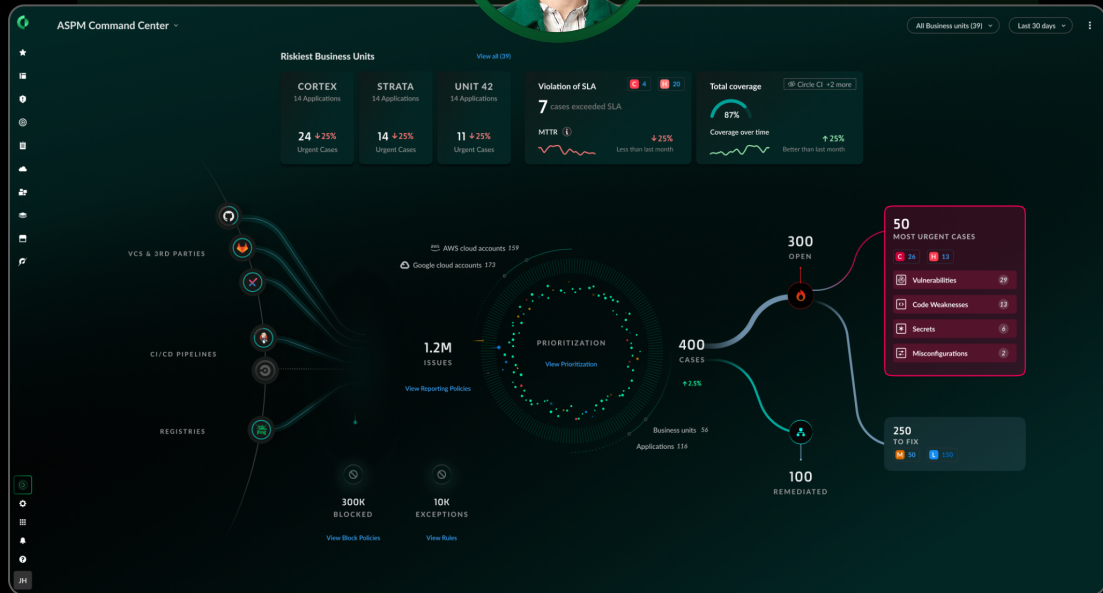 ASPM Command Center
All Business units (39)
Last 30 days
Riskiest Business Units
View all (39)
CORTEX
14 Applications
24 25%
Urgent Cases
STRATA
14 Applications
14 25%
Urgent Cases
UNIT 42
14 Applications
11 25%
Urgent Cases
Violation of SLA
C 4 H 20
7 cases exceeded SLA
MTTR
25%
Less than last month
Total coverage
Circle CI +2 more
87%
Coverage over time
25%
Better than last month
VCS & 3RD PARTIES
CI/CD PIPELINES
REGISTRIES
aws AWS cloud accounts 159
Google cloud accounts 173
1.2M
ISSUES
View Reporting Policies
PRIORITIZATION
View Prioritization
400
CASES
2.5%
Business units 56
Applications 116
300K
BLOCKED
View Block Policies
10K
EXCEPTIONS
View Rules
300
OPEN
100
REMEDIATED
50
MOST URGENT CASES
C 26 H 13
Vulnerabilities 29
Code Weaknesses 13
Secrets 6
Misconfigurations 2
250
TO FIX
M 50 L 150
JH